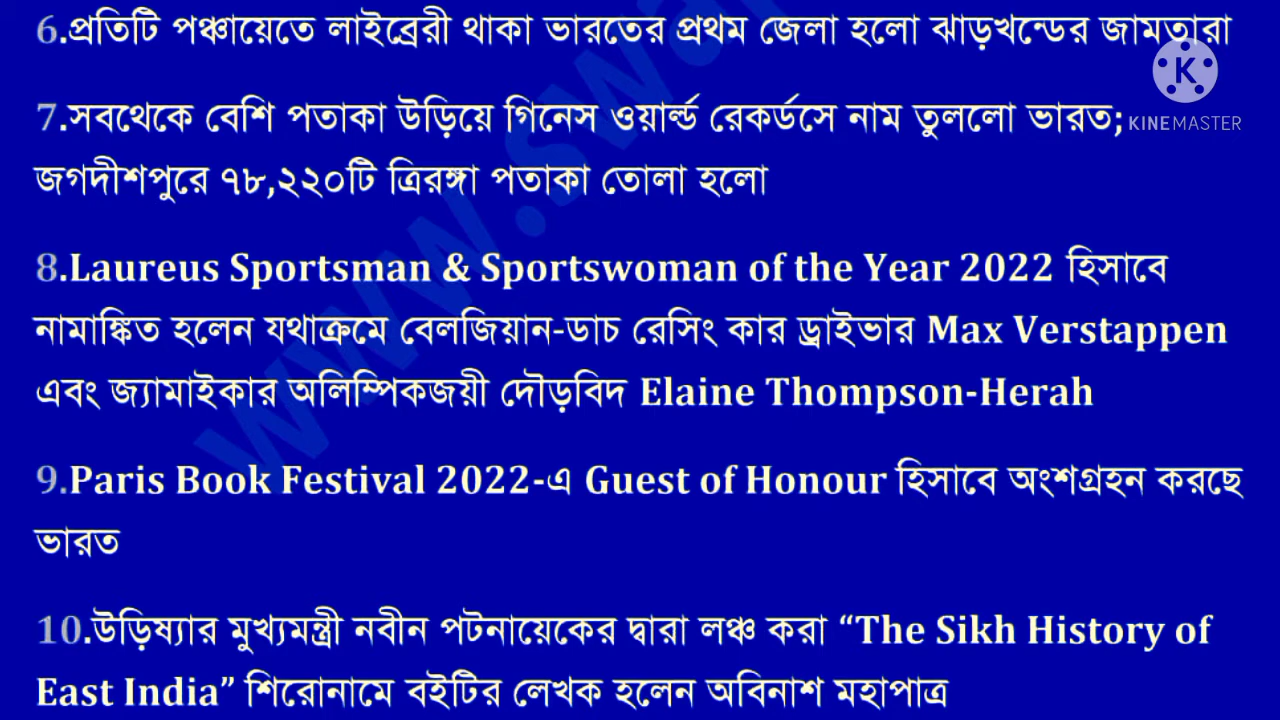 6.প্রতিটি পঞ্চায়েতে লাইব্রেরী থাকা ভারতের প্রথম জেলা হলো ঝাড়খন্ডের জামতারা
7.সবথেকে বেশি পতাকা উড়িয়ে গিনেস ওয়ার্ল্ড রেকর্ডসে নাম তুললো ভারত;
KINEMASTER
জগদীশপুরে ৭৮,২২০টি ত্রিরঙ্গা পতাকা তোলা হলো
8.Laureus Sportsman & Sportswoman of the Year 2022 হিসাবে
নামাঙ্কিত হলেন যথাক্রমে বেলজিয়ান-ডাচ রেসিং কার ড্রাইভার Max Verstappen
এবং জ্যামাইকার অলিম্পিকজয়ী দৌড়বিদ Elaine Thompson-Herah
9.Paris Book Festival 2022-এ Guest of Honour হিসাবে অংশগ্রহন করছে
ভারত
10.উড়িষ্যার মুখ্যমন্ত্রী নবীন পটনায়েকের দ্বারা লঞ্চ করা “The Sikh History of
East India” শিরোনামে বইটির লেখক হলেন অবিনাশ মহাপাত্র
www.swa
K